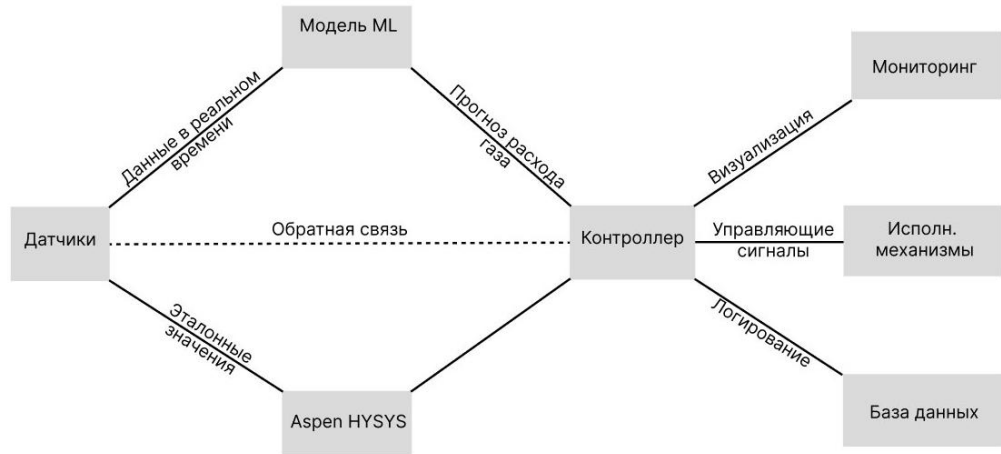 Модель ML
Мониторинг
Данные в реальном
времени
Прогноз расхода
газа
Визуализация
Датчики
Обратная связь
Контроллер
Управляющие
сигналы
Исполн.
механизмы
Эталонные
значения
Логирование
Aspen HYSYS
База данных